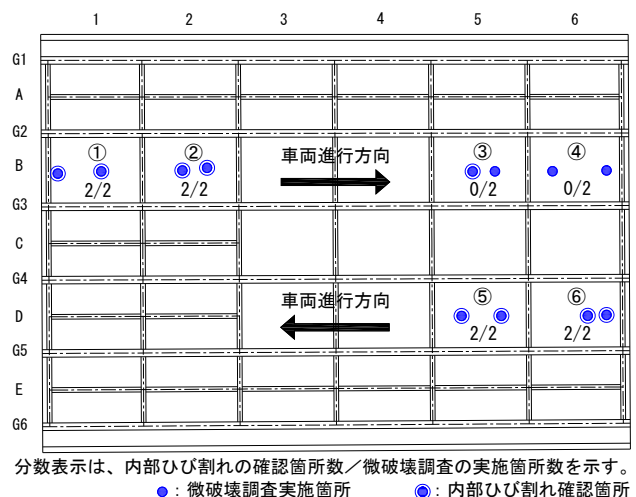 1 2 3 4 5 6
G1
A
G2
① ② 車両進行方向 ③ ④
B
2/2 2/2 0/2 0/2
G3
C
G4
車両進行方向 ⑤ ⑥
D
2/2 2/2
G5
E
G6
分数表示は、内部ひび割れの確認箇所数／微破壊調査の実施箇所数を示す。
：微破壊調査実施箇所 ：内部ひび割れ確認箇所